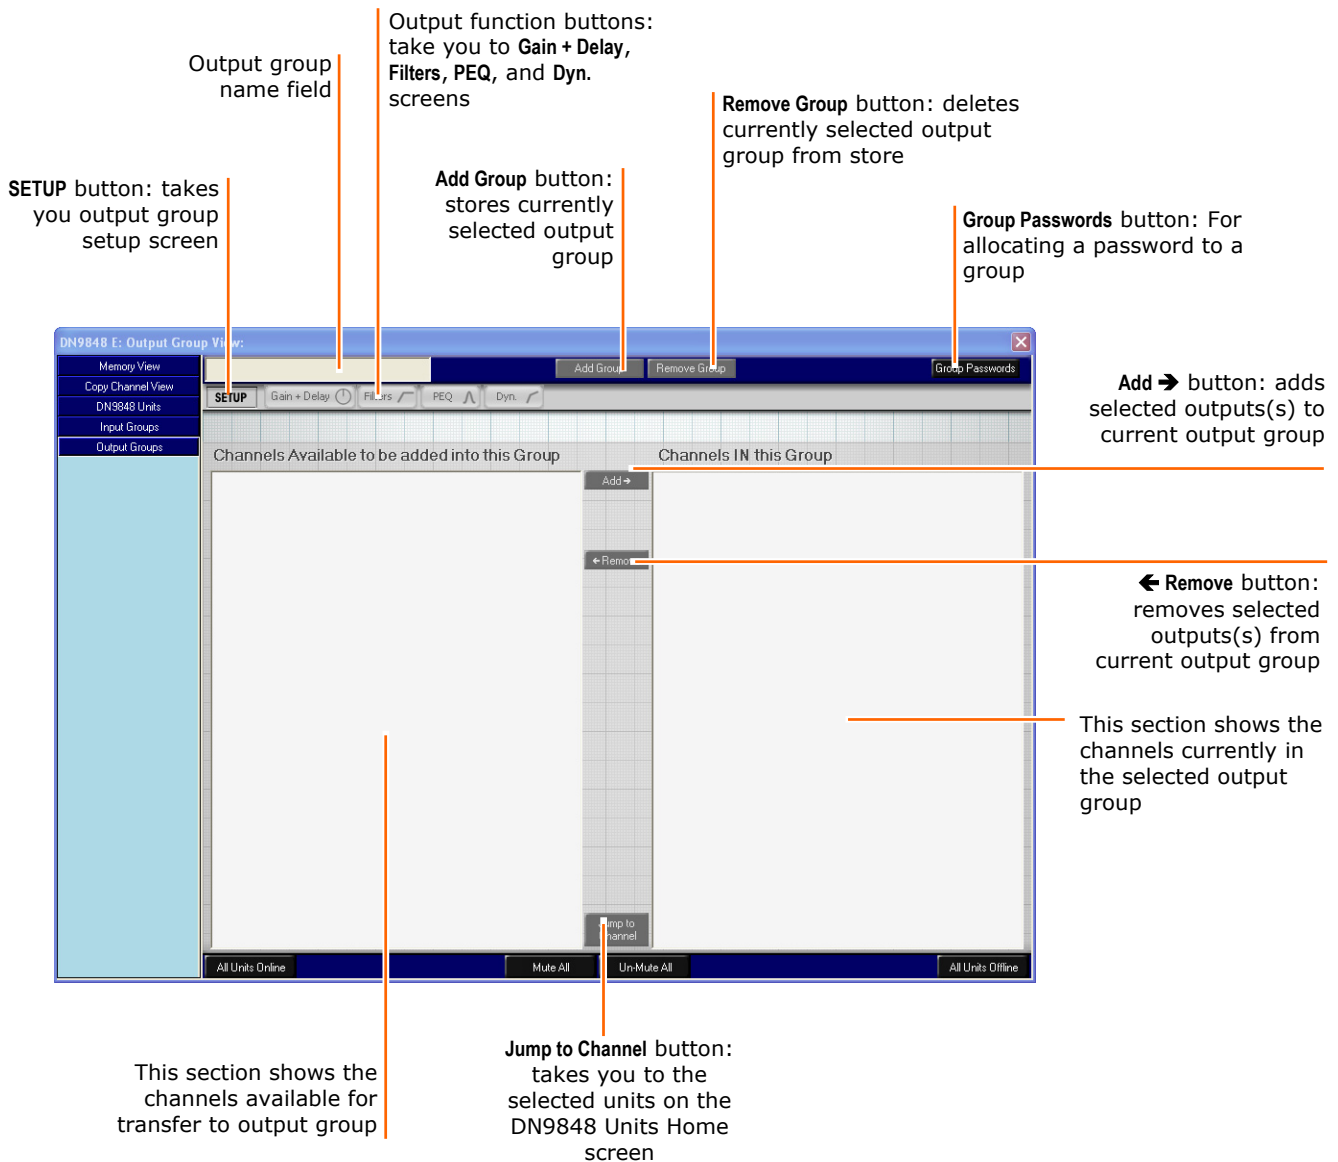 Output function buttons:
take you to Gain + Delay,
Filters, PEQ, and Dyn.
screens
Output group
name field
Remove Group button: deletes
currently selected output
group from store
SETUP button: takes
you output group
setup screen
Add Group button:
stores currently
selected output
group
Group Passwords button: For
allocating a password to a
group
DN9848 E: Output Group View:
Memory View
Add Group
Remove Group
Group Passwords
Copy Channel View
SETUP
Gain + Delay
Filters
PEQ
Dyn.
DN9848 Units
Input Groups
Output Groups
Channels Available to be added into this Group
Channels IN this Group
Add →
← Remove
Jump to
Channel
All Units Online
Mute All
Un-Mute All
All Units Offline
Add → button: adds
selected outputs(s) to
current output group
← Remove button:
removes selected
outputs(s) from
current output group
This section shows the
channels currently in
the selected output
group
This section shows the
channels available for
transfer to output group
Jump to Channel button:
takes you to the
selected units on the
DN9848 Units Home
screen